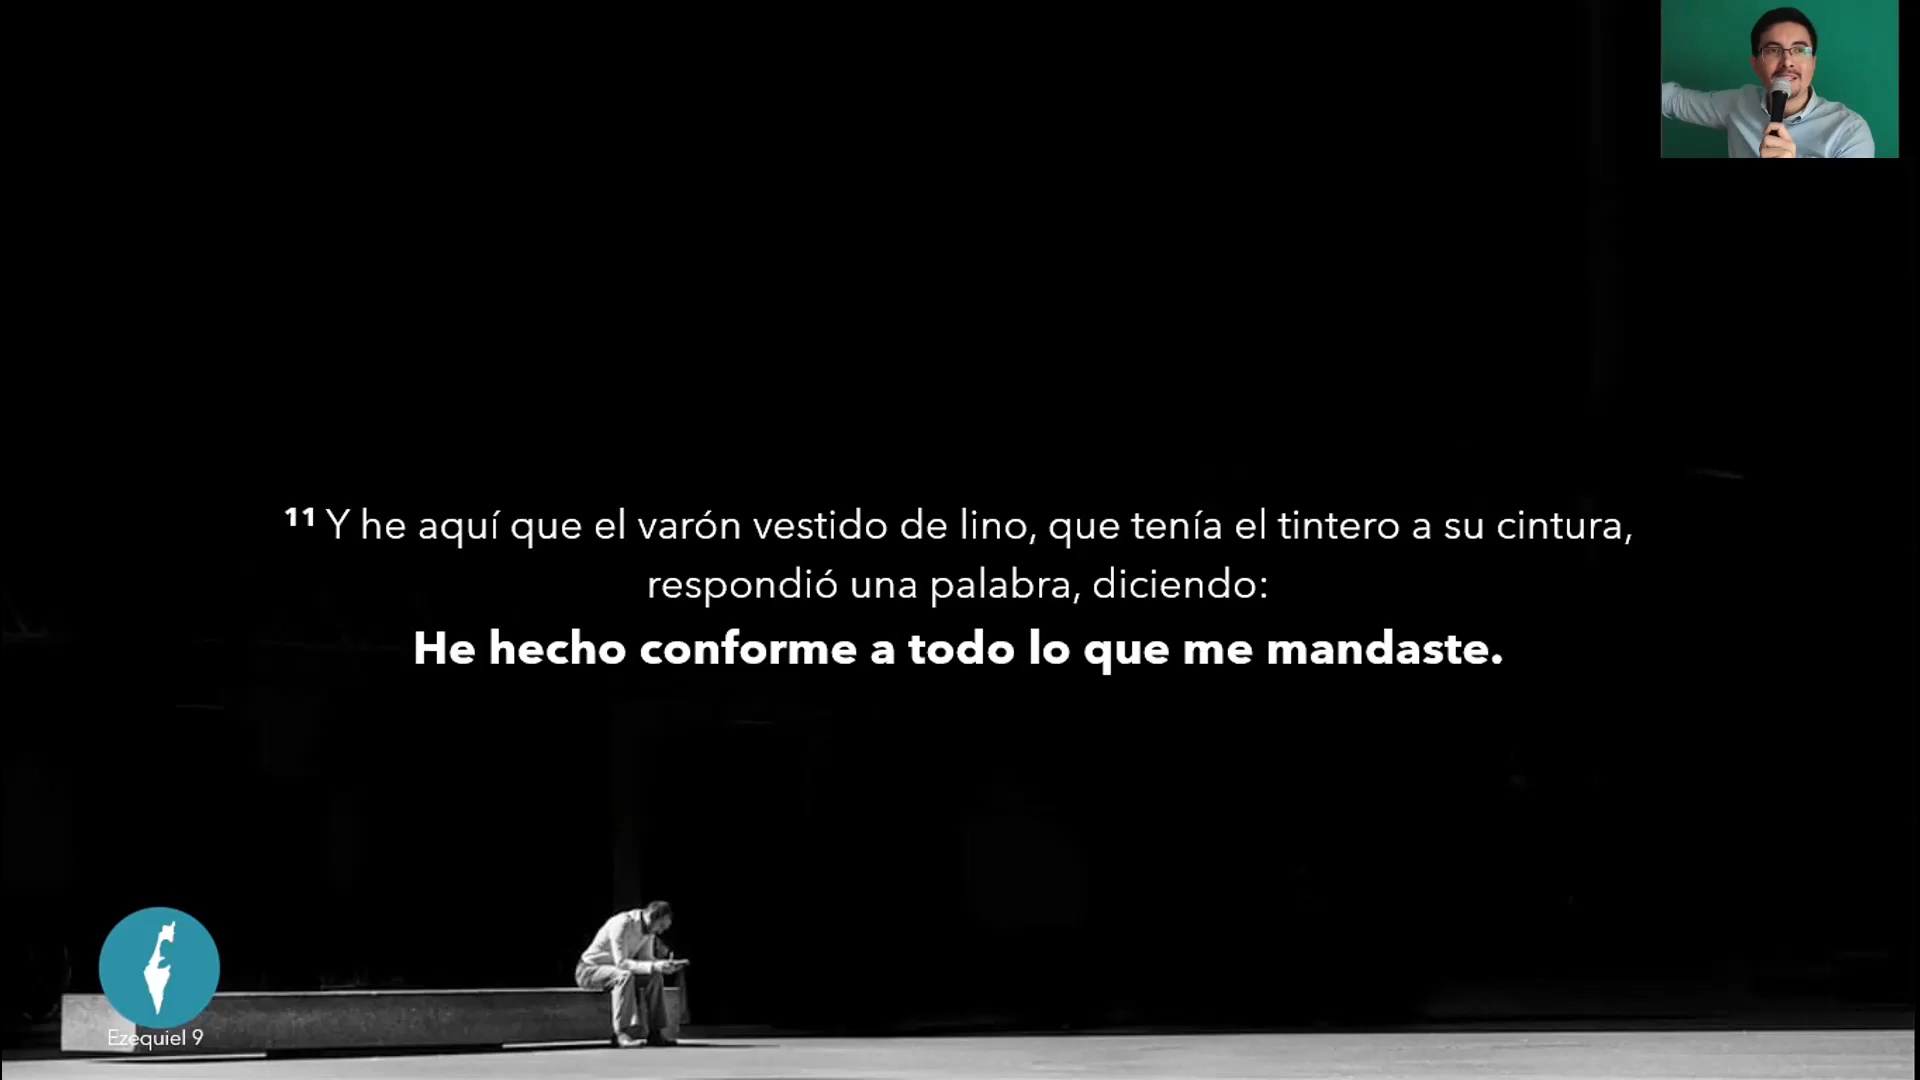 11 Y he aquí que el varón vestido de lino, que tenía el tintero a su cintura,
respondió una palabra, diciendo:
He hecho conforme a todo lo que me mandaste.
Ezequiel 9